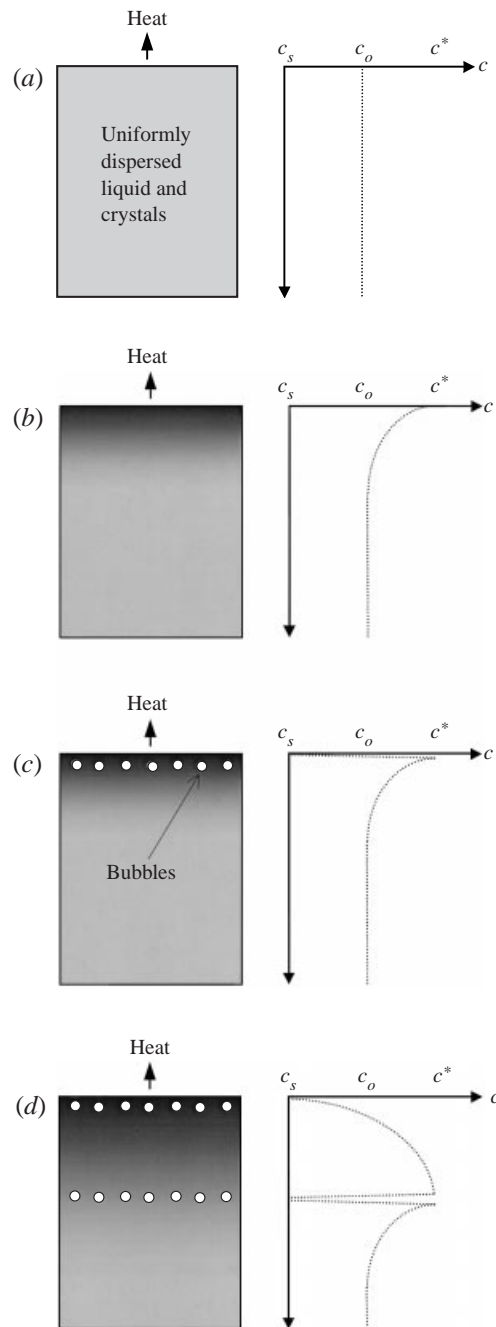 Heat
(a)
c_s c_o c* c
Uniformly
dispersed
liquid and
crystals
Heat
(b)
c_s c_o c* c
Heat
(c)
c_s c_o c* c
Bubbles
Heat
(d)
c_s c_o c* c